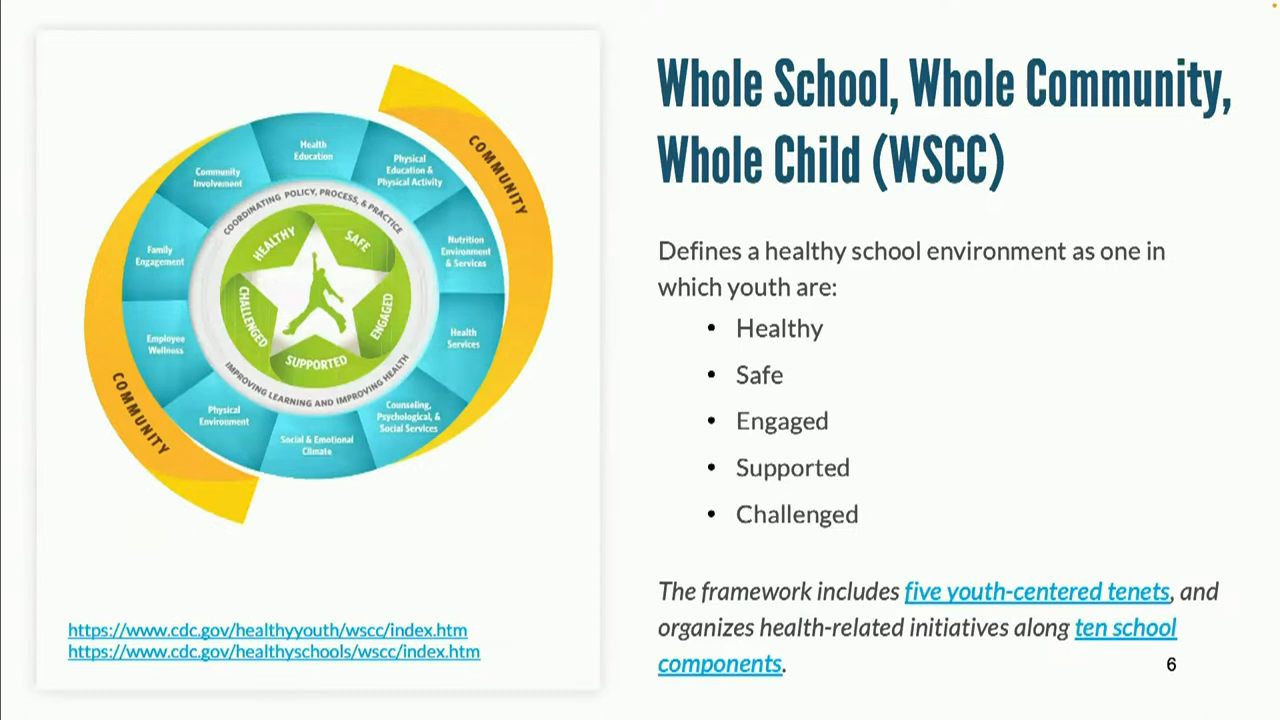 Whole School, Whole Community,
Whole Child (WSCC)
Defines a healthy school environment as one in
which youth are:
• Healthy
• Safe
• Engaged
• Supported
• Challenged
The framework includes five youth-centered tenets, and
organizes health-related initiatives along ten school
components.
6
COMMUNITY
Health
Education
Physical
Education &
Physical Activity
Nutrition
Environment
& Services
Health
Services
Counseling,
Psychological, &
Social Services
Social & Emotional
Climate
Physical
Environment
Employee
Wellness
Family
Engagement
Community
Involvement
COMMUNITY
COORDINATING POLICY, PROCESS, & PRACTICE
IMPROVING LEARNING AND IMPROVING HEALTH
HEALTHY
SAFE
ENGAGED
SUPPORTED
CHALLENGED
https://www.cdc.gov/healthyyouth/wscc/index.htm
https://www.cdc.gov/healthyschools/wscc/index.htm